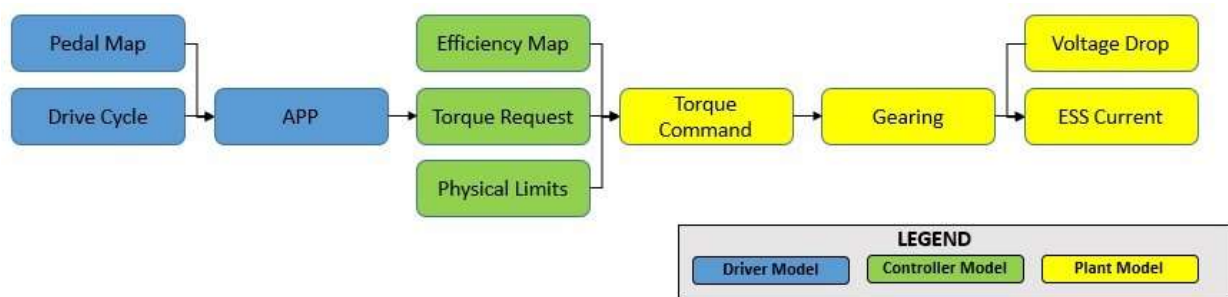 Pedal Map
Drive Cycle
APP
Efficiency Map
Torque Request
Physical Limits
Torque
Command
Gearing
Voltage Drop
ESS Current
LEGEND
Driver Model
Controller Model
Plant Model